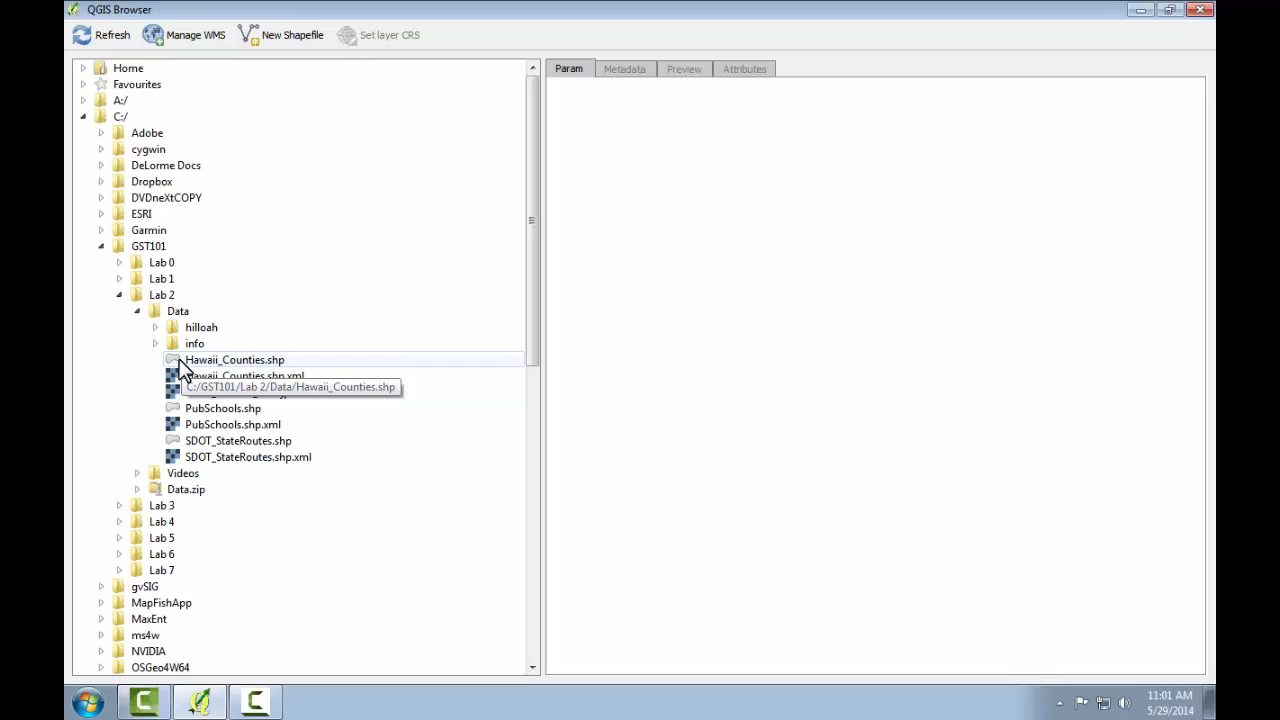 QGIS Browser
Refresh Manage WMS New Shapefile Set layer CRS
Param Metadata Preview Attributes
Home
Favourites
A:/
C:/
Adobe
cygwin
DeLorme Docs
Dropbox
DVDneXtCOPY
ESRI
Garmin
GST101
Lab 0
Lab 1
Lab 2
Data
hilloah
info
Hawaii_Counties.shp
Hawaii_Counties.shp.xml
C:/GST101/Lab 2/Data/Hawaii_Counties.shp
PubSchools.shp
PubSchools.shp.xml
SDOT_StateRoutes.shp
SDOT_StateRoutes.shp.xml
Videos
Data.zip
Lab 3
Lab 4
Lab 5
Lab 6
Lab 7
gvSIG
MapFishApp
MaxEnt
ms4w
NVIDIA
OSGeo4W64
11:01 AM
5/29/2014